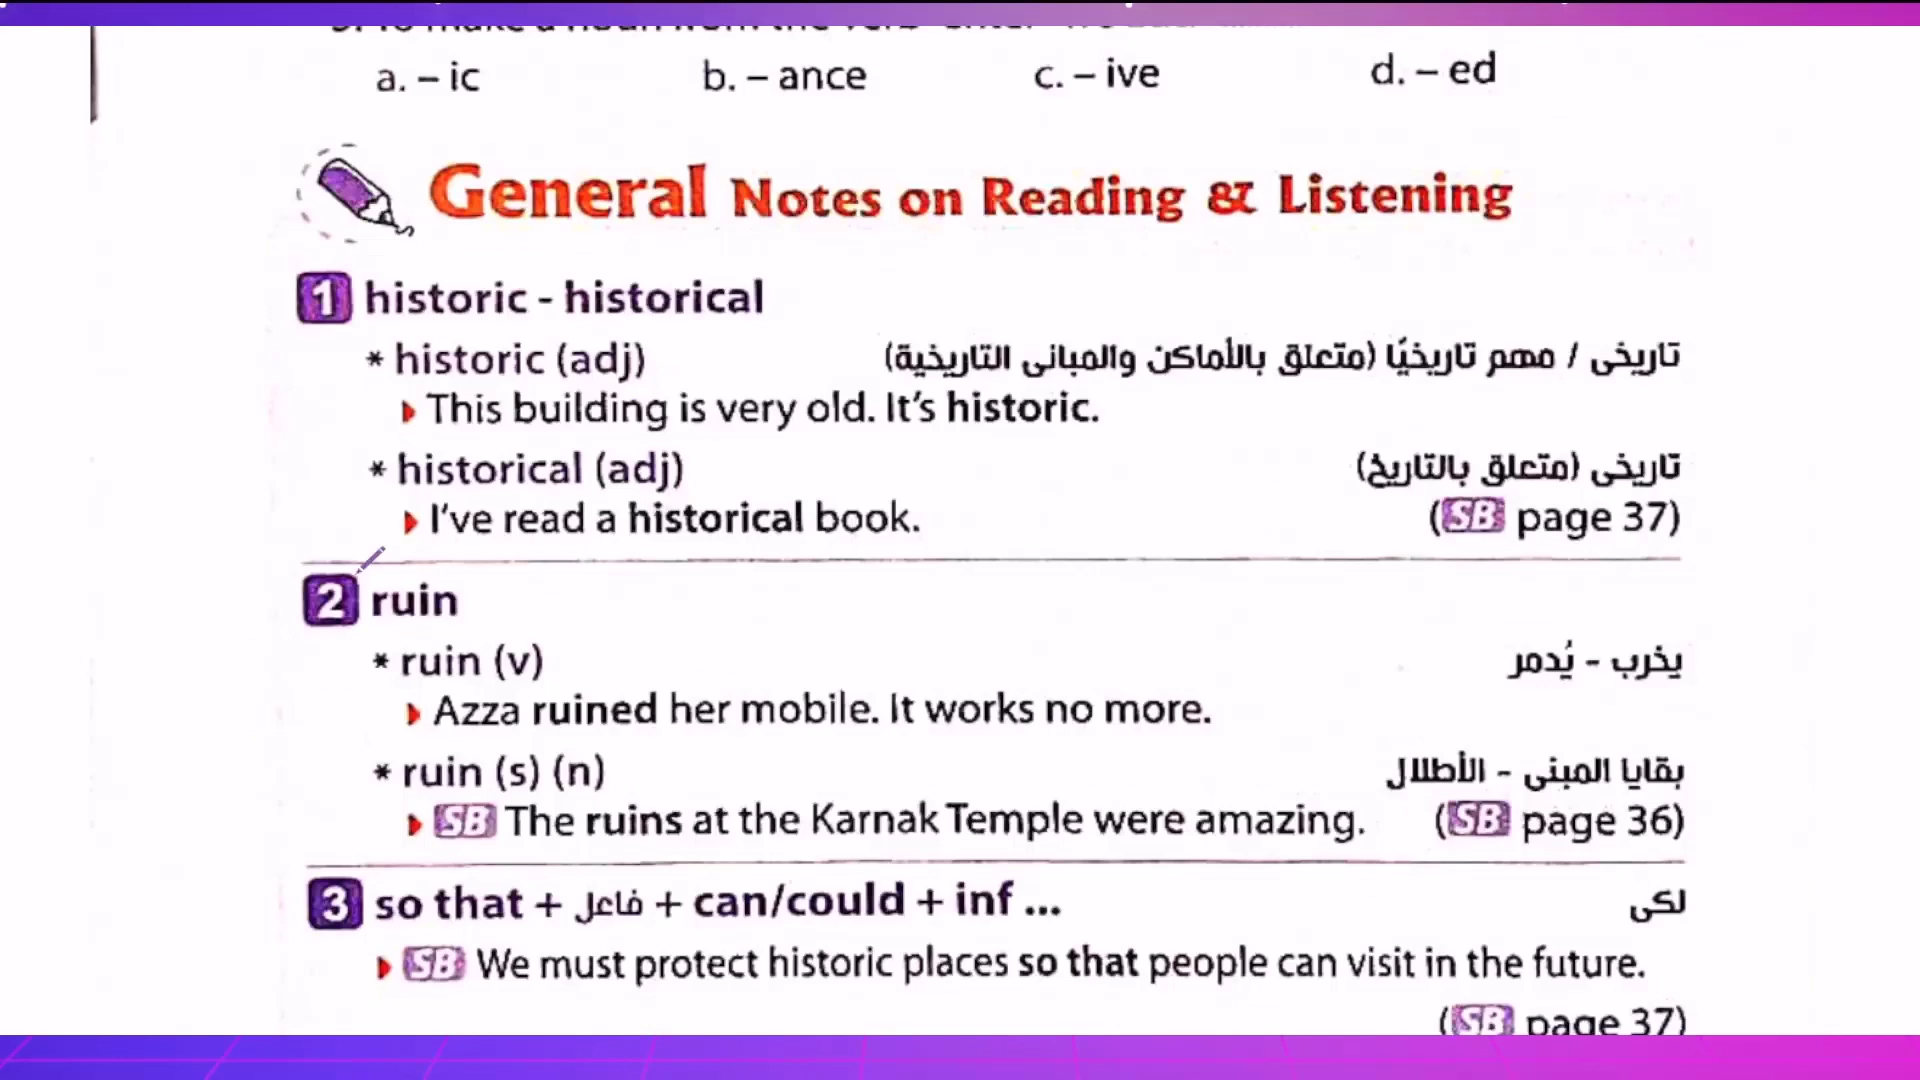 a. – ic b. – ance c. – ive d. – ed
General Notes on Reading & Listening
1 historic - historical
* historic (adj) تاريخى / مهم تاريخيًا (متعلق بالأماكن والمبانى التاريخية)
This building is very old. It's historic.
* historical (adj) تاريخى (متعلق بالتاريخ)
I've read a historical book. (SB page 37)
2 ruin
* ruin (v) يخرب - يُدمر
Azza ruined her mobile. It works no more.
* ruin (s) (n) بقايا المبنى - الأطلال
SB The ruins at the Karnak Temple were amazing. (SB page 36)
3 so that + فاعل + can/could + inf ... لكى
SB We must protect historic places so that people can visit in the future.
(SB page 37)